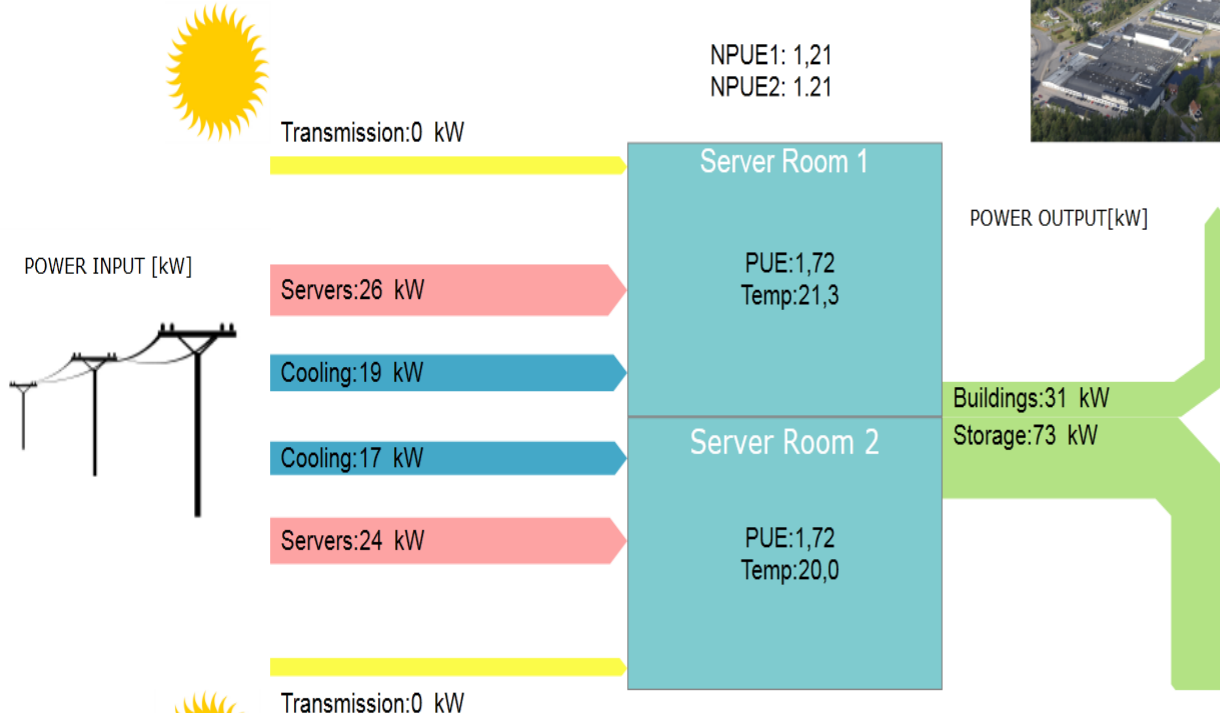 NPUE1: 1,21
NPUE2: 1.21
Transmission:0 kW
Server Room 1
POWER OUTPUT[kW]
POWER INPUT [kW]
PUE:1,72
Temp:21,3
Servers:26 kW
Cooling:19 kW
Buildings:31 kW
Storage:73 kW
Server Room 2
Cooling:17 kW
Servers:24 kW
PUE:1,72
Temp:20,0
Transmission:0 kW